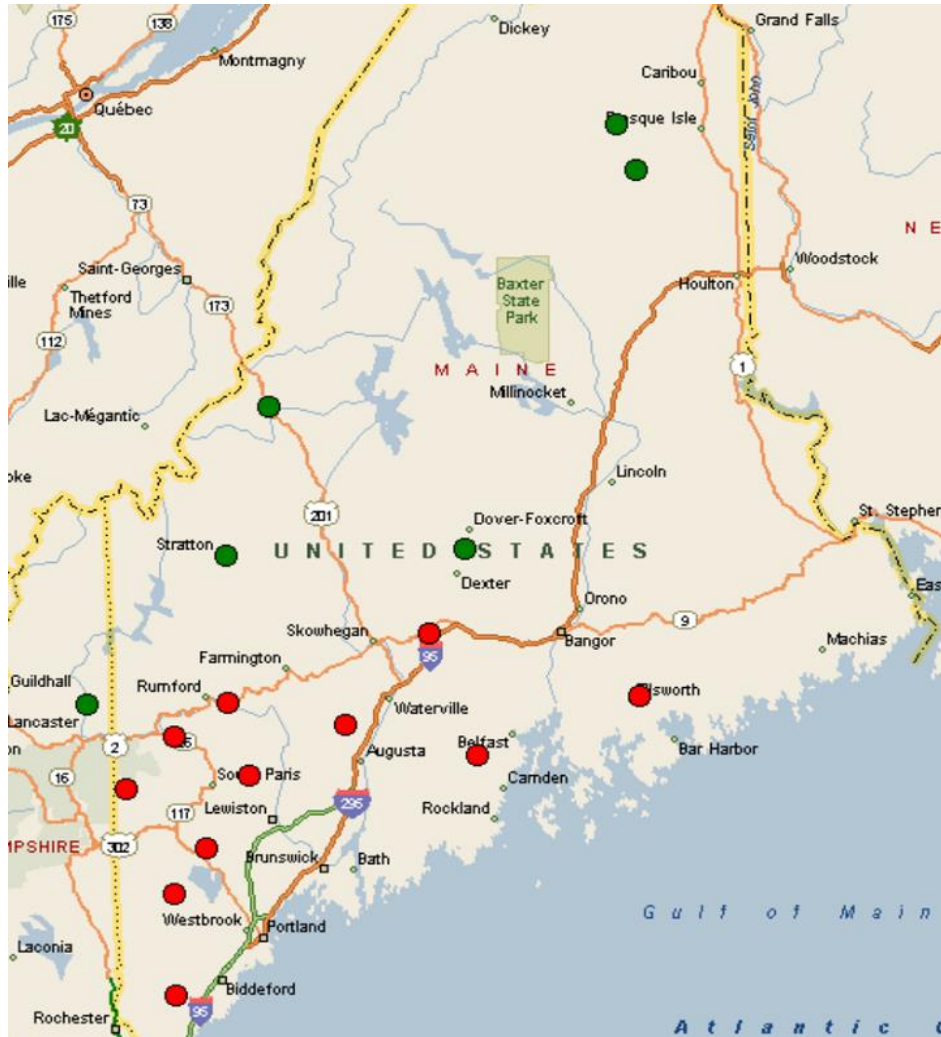 175
138
Dickey
Grand Falls
Montmagny
Caribou
Québec
20
Presque Isle
Saint John
73
NE
Saint-Georges
Woodstock
ille
Thetford
Mines
Baxter
State
Park
Houlton
173
112
MAINE
1
Millinocket
Lac-Mégantic
oke
Lincoln
201
Dover-Foxcroft
St. Stephen
Stratton
UNITED STATES
Dexter
Eas
Orono
Skowhegan
9
Bangor
Machias
95
Farmington
Guildhall
Rumford
Ellsworth
Lancaster
Waterville
on
2
Belfast
Bar Harbor
Augusta
16
South Paris
Camden
295
117
Lewiston
Rockland
MPSHIRE
302
Brunswick
Bath
Westbrook
Gulf of Main
Portland
Laconia
Biddeford
95
Rochester
Atlantic